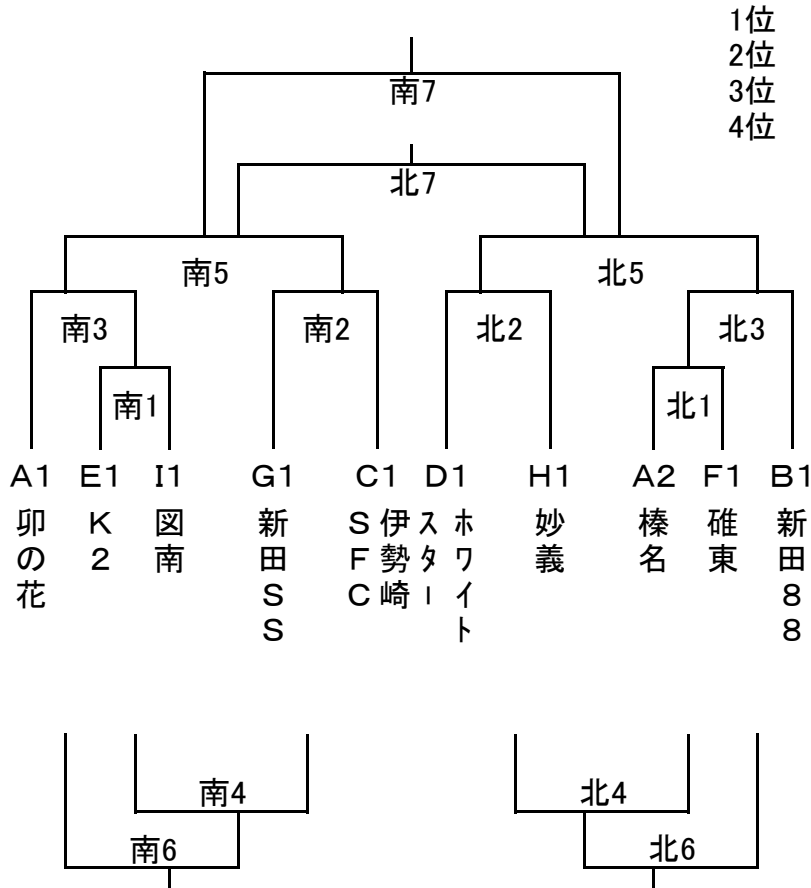 1位
2位
3位
4位
南7
北7
南5 北5
南3 南2 北2 北3
南1 北1
A1 E1 I1 G1 C1 D1 H1 A2 F1 B1
卯の花
K2
図南
新田SS
伊勢崎
SFC
ホワイト
スター
妙義
榛名
碓東
新田88
南4 北4
南6 北6